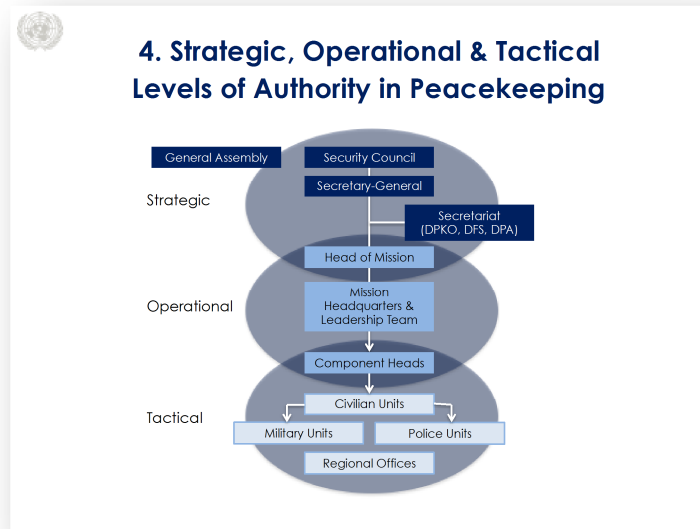 4. Strategic, Operational & Tactical
Levels of Authority in Peacekeeping
General Assembly
Security Council
Secretary-General
Strategic
Secretariat
(DPKO, DFS, DPA)
Head of Mission
Mission
Headquarters &
Leadership Team
Operational
Component Heads
Civilian Units
Tactical
Military Units
Police Units
Regional Offices